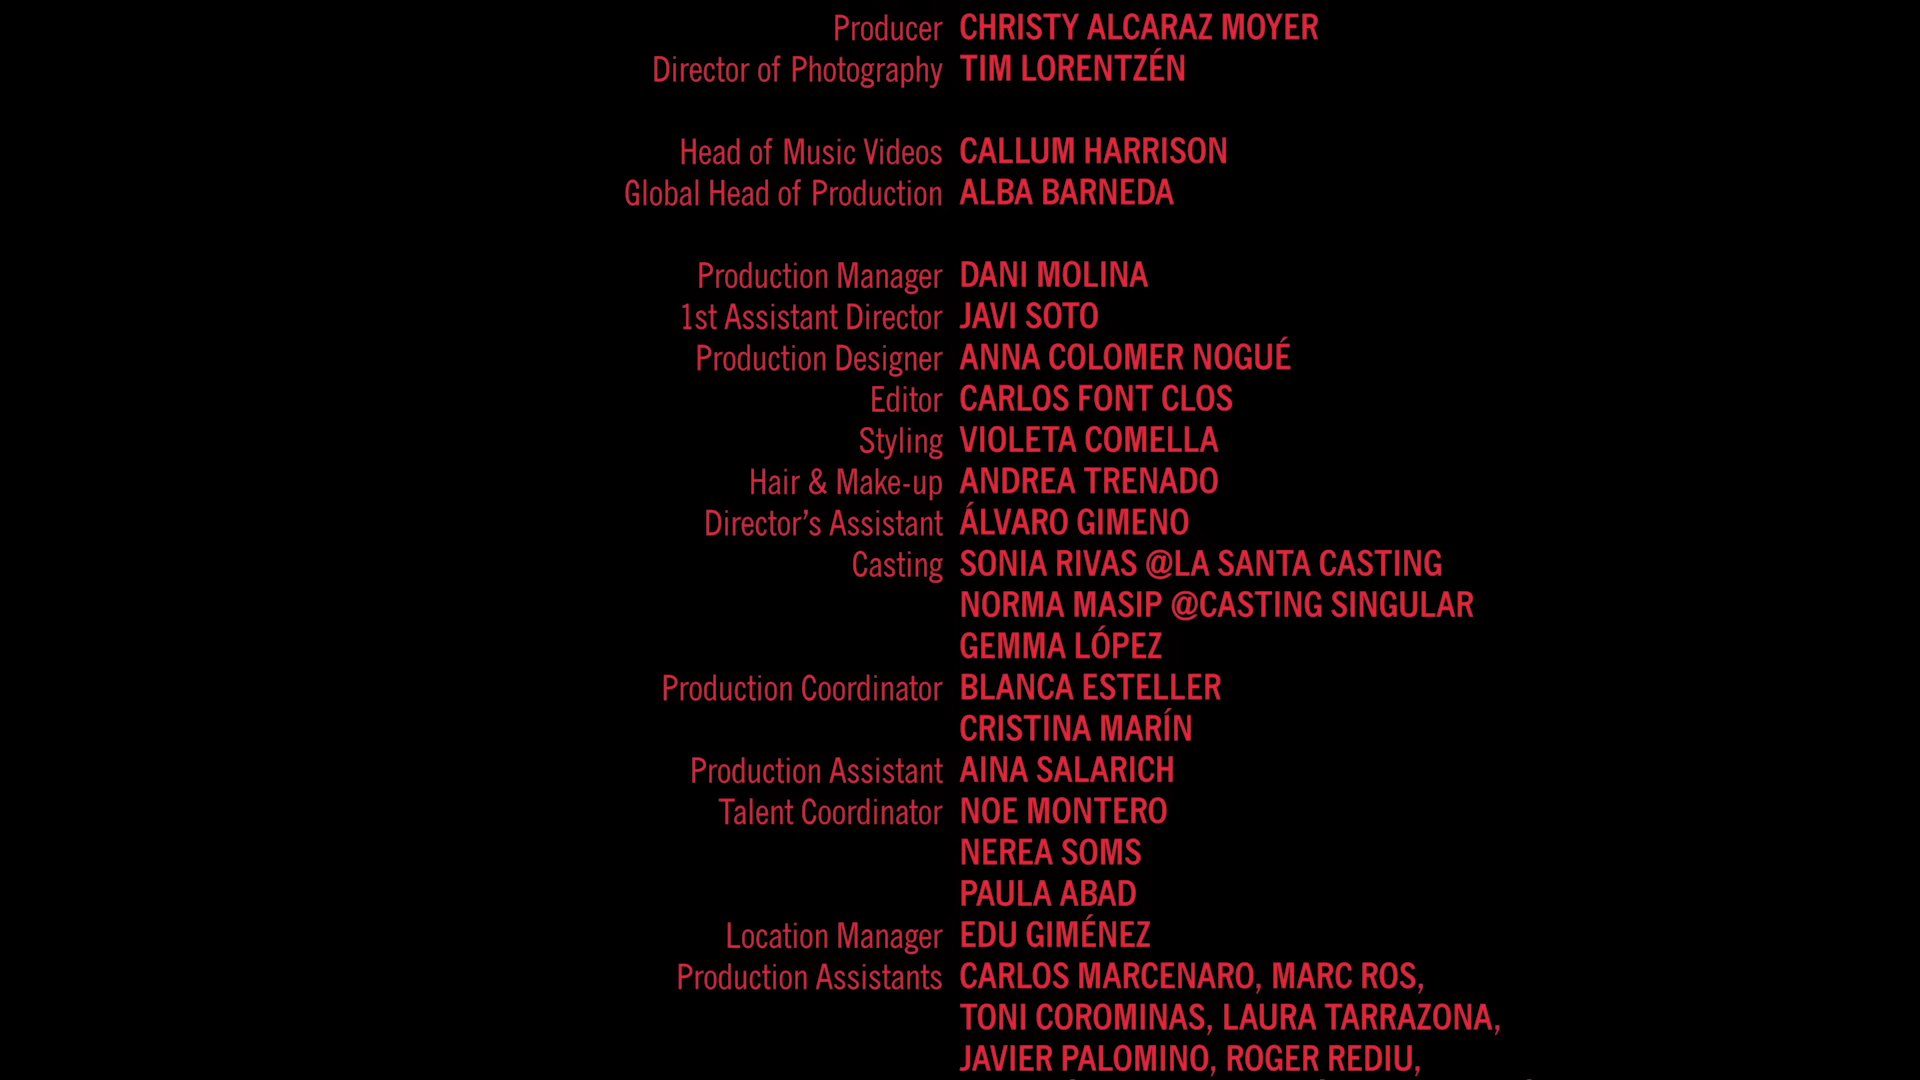 Producer CHRISTY ALCARAZ MOYER
Director of Photography TIM LORENTZÉN
Head of Music Videos CALLUM HARRISON
Global Head of Production ALBA BARNEDA
Production Manager DANI MOLINA
1st Assistant Director JAVI SOTO
Production Designer ANNA COLOMER NOGUÉ
Editor CARLOS FONT CLOS
Styling VIOLETA COMELLA
Hair & Make-up ANDREA TRENADO
Director’s Assistant ÁLVARO GIMENO
Casting SONIA RIVAS @LA SANTA CASTING
NORMA MASIP @CASTING SINGULAR
GEMMA LÓPEZ
Production Coordinator BLANCA ESTELLER
CRISTINA MARÍN
Production Assistant AINA SALARICH
Talent Coordinator NOE MONTERO
NEREA SOMS
PAULA ABAD
Location Manager EDU GIMÉNEZ
Production Assistants CARLOS MARCENARO, MARC ROS,
TONI COROMINAS, LAURA TARRAZONA,
JAVIER PALOMINO, ROGER REDIU,